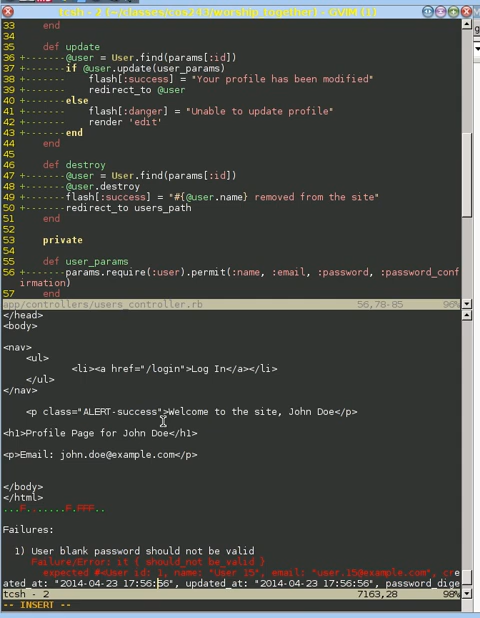 tcsh - 2 (~/classes/cos243/worship_together) - GVIM (1)
33     end
34
35     def update
36 +------- @user = User.find(params[:id])
37 +-------if @user.update(user_params)
38 +-------    flash[:success] = "Your profile has been modified"
39 +-------    redirect_to @user
40 +-------else
41 +-------    flash[:danger] = "Unable to update profile"
42 +-------    render 'edit'
43 +-------end
44     end
45
46     def destroy
47 +-------@user = User.find(params[:id])
48 +-------@user.destroy
49 +-------flash[:success] = "#{@user.name} removed from the site"
50 +-------redirect_to users_path
51     end
52
53     private
54
55     def user_params
56 +-------params.require(:user).permit(:name, :email, :password, :password_conf
irmation)
57     end
app/controllers/users_controller.rb 56,78-85 96%
</head>
<body>
<nav>
<ul>
<li><a href="/login">Log In</a></li>
</ul>
</nav>
<p class="ALERT-success">Welcome to the site, John Doe</p>
<h1>Profile Page for John Doe</h1>
<p>Email: john.doe@example.com</p>
</body>
</html>
...F.......F.FFF..
Failures:
1) User blank password should not be valid
Failure/Error: it { should_not be_valid }
expected #<User id: 1, name: "User 15", email: "user.15@example.com", cre
ated_at: "2014-04-23 17:56:56", updated_at: "2014-04-23 17:56:56", password_dige
tcsh - 2 7163,28 98%
-- INSERT --